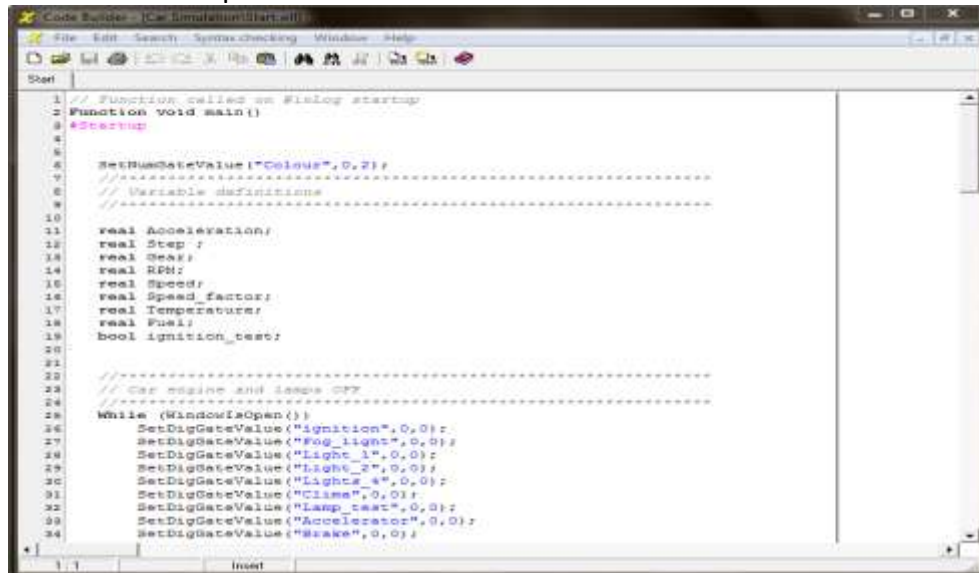 Code Builder - [Car Simulation\Start.wll]
File Edit Search Syntax checking Window Help
Start
1 // Function called on Winlog startup
2 Function void main()
3 #Startup
4
5
6 SetNumGateValue("Colour",0,2);
7 //************************************************************
8 // Variable definitions
9 //************************************************************
10
11 real Acceleration;
12 real Step ;
13 real Gear;
14 real RPM;
15 real Speed;
16 real Speed_factor;
17 real Temperature;
18 real Fuel;
19 bool ignition_test;
20
21
22 //************************************************************
23 // Car engine and lamps OFF
24 //************************************************************
25 While (WindowIsOpen())
26 SetDigGateValue("ignition",0,0);
27 SetDigGateValue("Fog_light",0,0);
28 SetDigGateValue("Light_1",0,0);
29 SetDigGateValue("Light_2",0,0);
30 SetDigGateValue("Lights_4",0,0);
31 SetDigGateValue("Clima",0,0);
32 SetDigGateValue("Lamp_test",0,0);
33 SetDigGateValue("Accelerator",0,0);
34 SetDigGateValue("Brake",0,0);
1:1 Insert